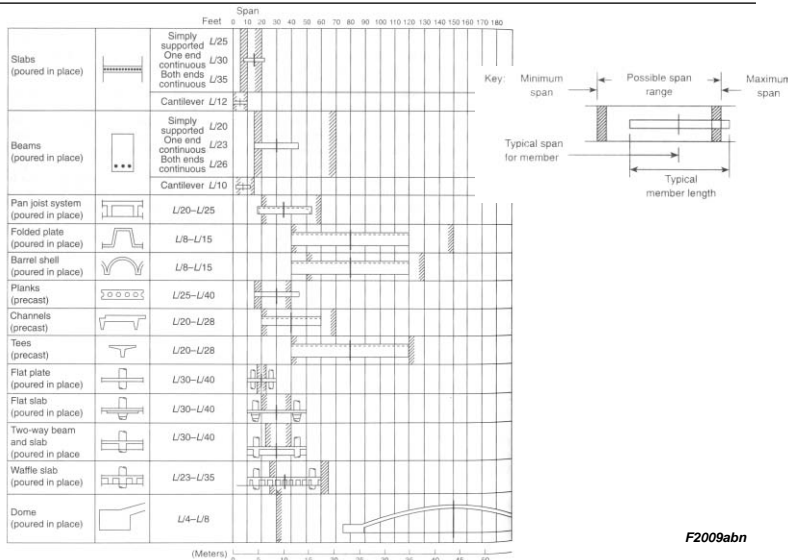 Span
Feet 0 10 20 30 40 50 60 70 80 90 100 110 120 130 140 150 160 170 180
Slabs
(poured in place)
Simply
supported L/25
One end
continuous L/30
Both ends
continuous L/35
Cantilever L/12
Beams
(poured in place)
Simply
supported L/20
One end
continuous L/23
Both ends
continuous L/26
Cantilever L/10
Pan joist system
(poured in place)
L/20–L/25
Folded plate
(poured in place)
L/8–L/15
Barrel shell
(poured in place)
L/8–L/15
Planks
(precast)
L/25–L/40
Channels
(precast)
L/20–L/28
Tees
(precast)
L/20–L/28
Flat plate
(poured in place)
L/30–L/40
Flat slab
(poured in place)
L/30–L/40
Two-way beam
and slab
(poured in place
L/30–L/40
Waffle slab
(poured in place)
L/23–L/35
Dome
(poured in place)
L/4–L/8
(Meters)
Key: Minimum
span
Possible span
range
Maximum
span
Typical span
for member
Typical
member length
F2009abn